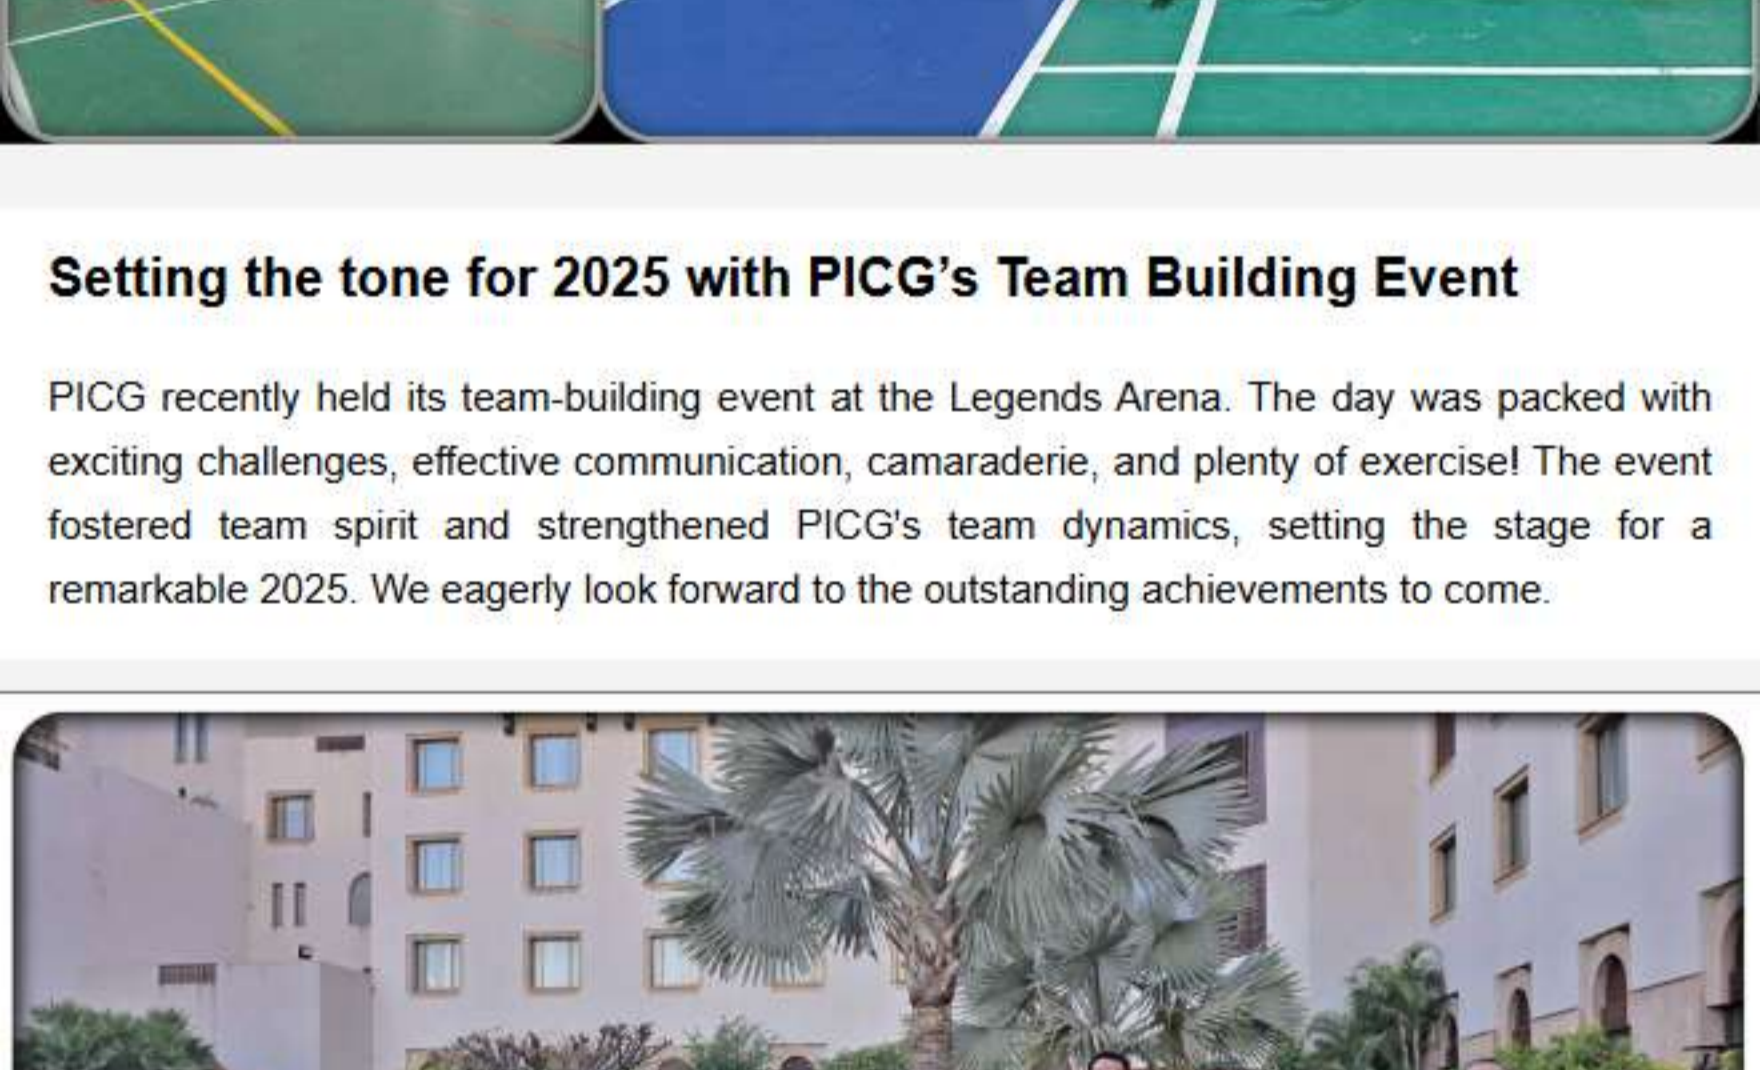 Setting the tone for 2025 with PICG’s Team Building Event
PICG recently held its team-building event at the Legends Arena. The day was packed with
exciting challenges, effective communication, camaraderie, and plenty of exercise! The event
fostered team spirit and strengthened PICG's team dynamics, setting the stage for a
remarkable 2025. We eagerly look forward to the outstanding achievements to come.